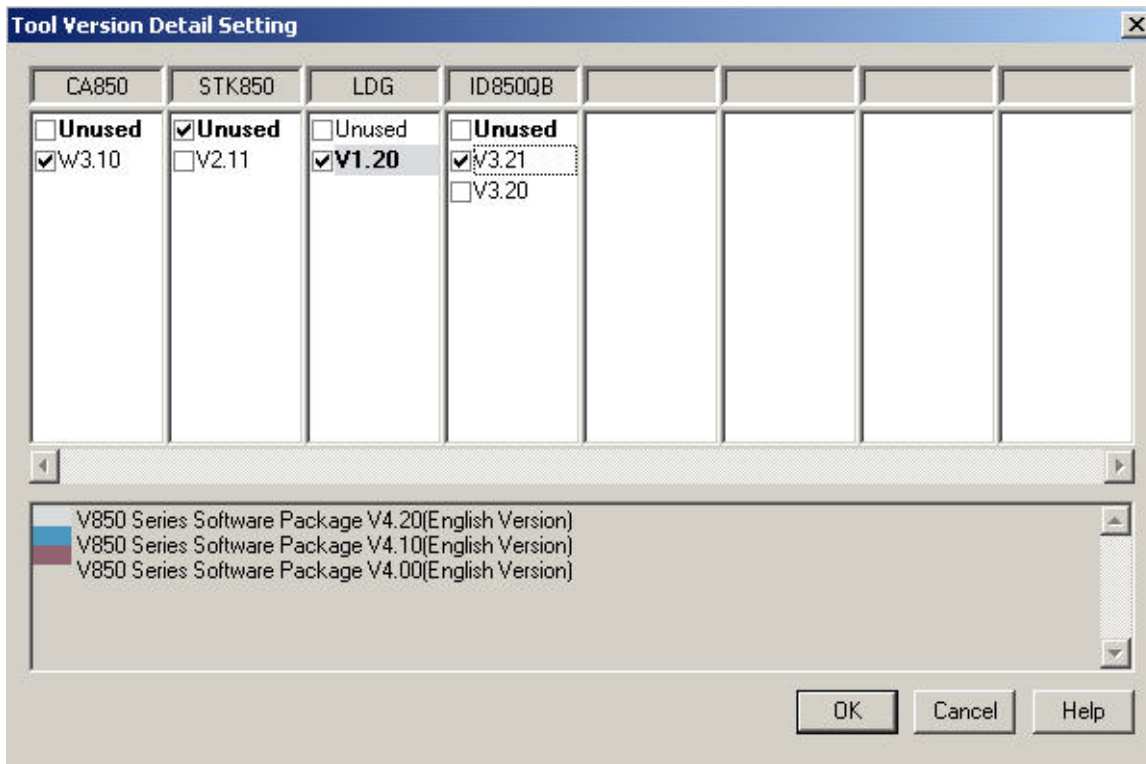 Tool Version Detail Setting
CA850 STK850 LDG ID850QB
Unused Unused Unused Unused
W3.10 V2.11 V1.20 V3.21
V3.20
V850 Series Software Package V4.20(English Version)
V850 Series Software Package V4.10(English Version)
V850 Series Software Package V4.00(English Version)
OK Cancel Help